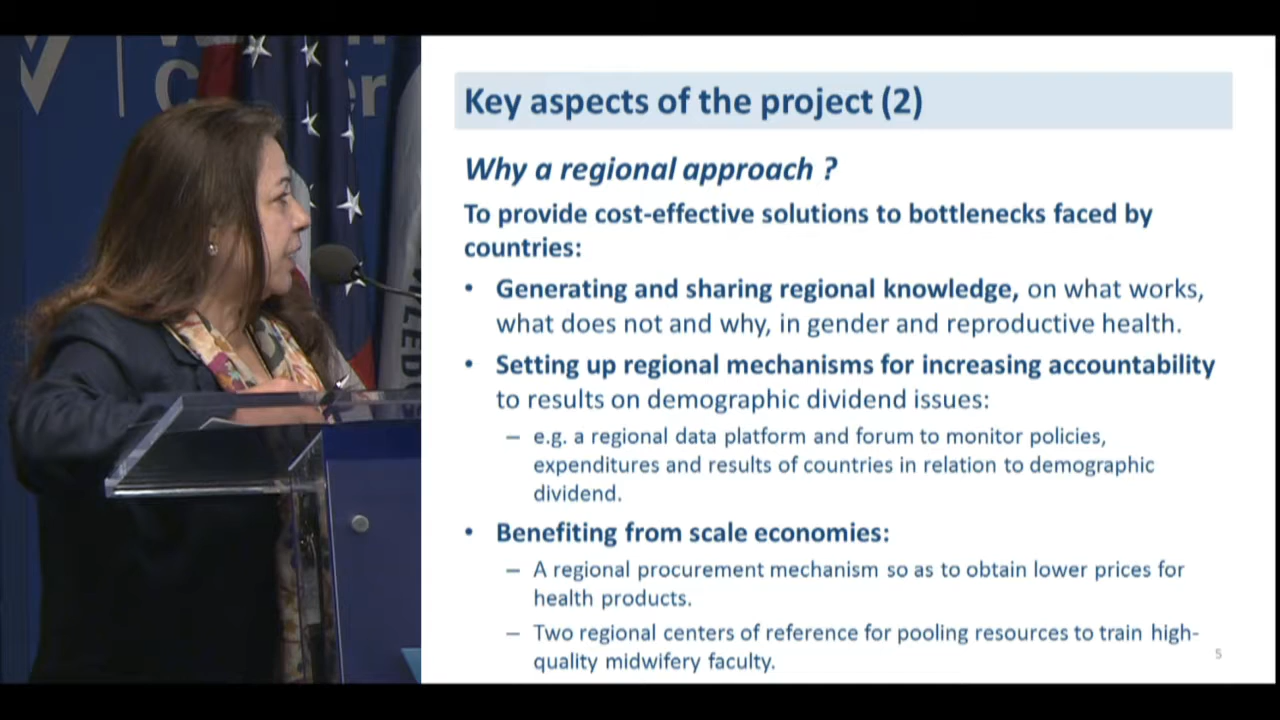 Key aspects of the project (2)
Why a regional approach ?
To provide cost-effective solutions to bottlenecks faced by
countries:
• Generating and sharing regional knowledge, on what works,
what does not and why, in gender and reproductive health.
• Setting up regional mechanisms for increasing accountability
to results on demographic dividend issues:
– e.g. a regional data platform and forum to monitor policies,
expenditures and results of countries in relation to demographic
dividend.
• Benefiting from scale economies:
– A regional procurement mechanism so as to obtain lower prices for
health products.
– Two regional centers of reference for pooling resources to train high-
quality midwifery faculty.
5